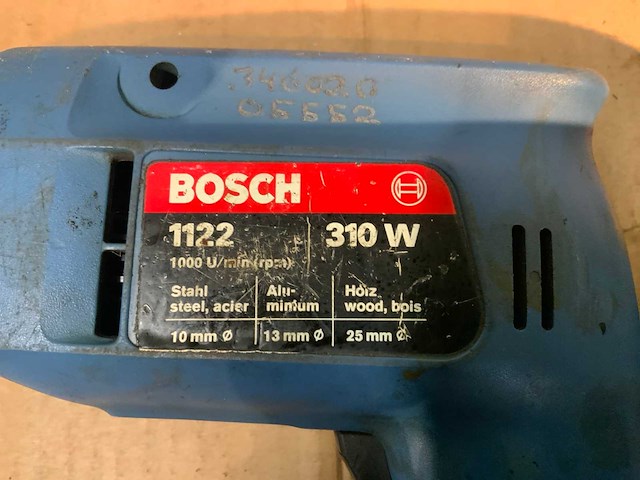 .346020
05552
BOSCH
1122 310 W
1000 U/min (rpm)
Stahl Alu- Holz
steel, acier minium wood, bois
10 mm Ø 13 mm Ø 25 mm Ø